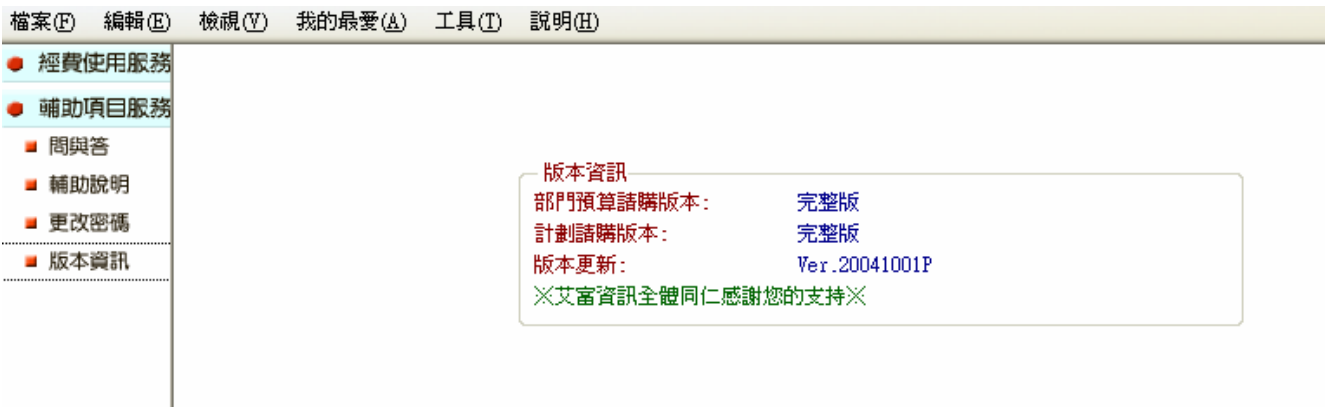 檔案(F) 編輯(E) 檢視(V) 我的最愛(A) 工具(T) 說明(H)
經費使用服務
輔助項目服務
問與答
輔助說明
更改密碼
版本資訊
版本資訊
部門預算請購版本: 完整版
計劃請購版本: 完整版
版本更新: Ver.20041001P
※艾富資訊全體同仁感謝您的支持※